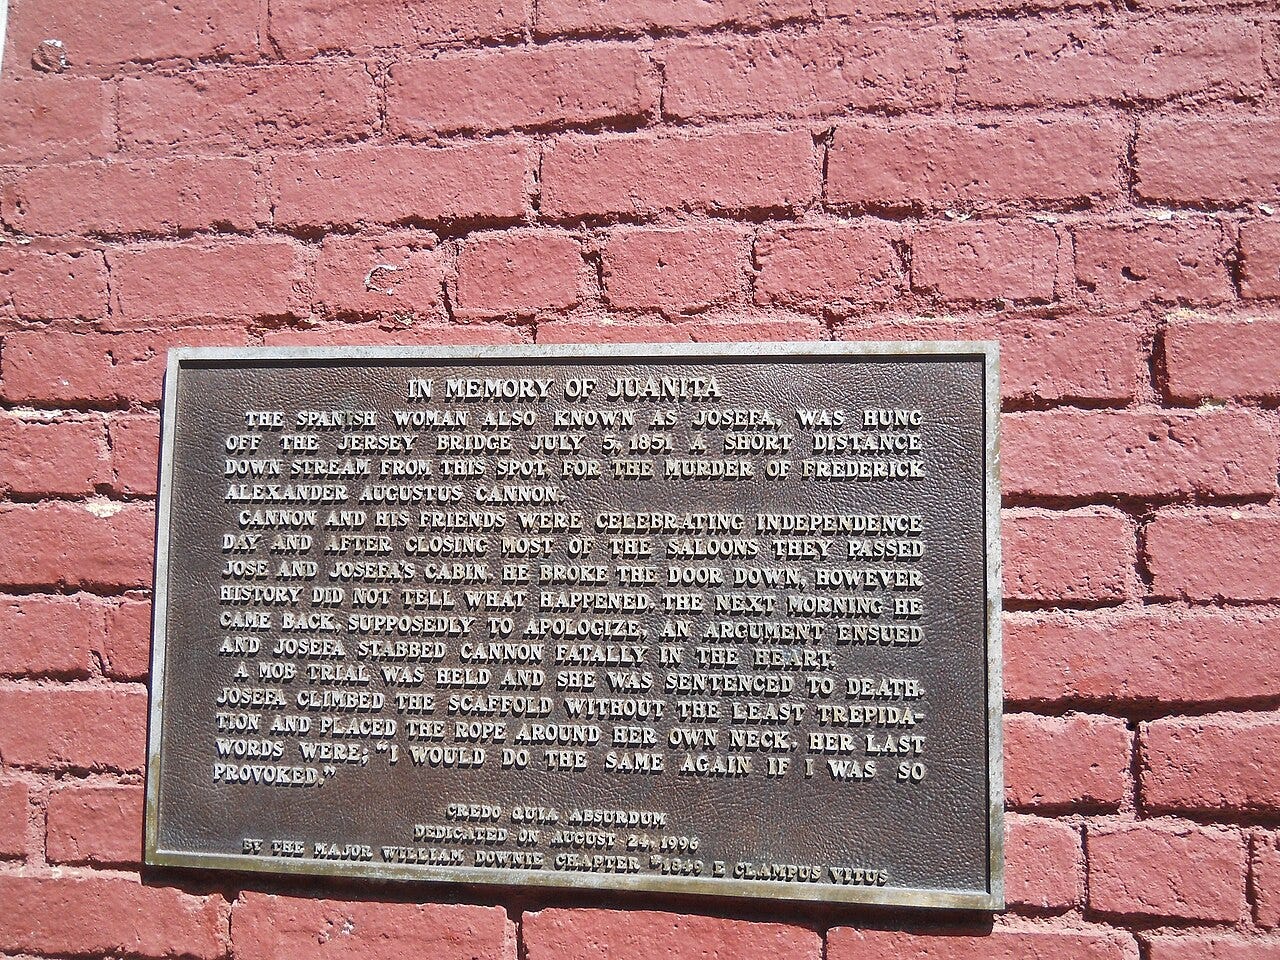 IN MEMORY OF JUANITA
THE SPANISH WOMAN ALSO KNOWN AS JOSEFA, WAS HUNG
OFF THE JERSEY BRIDGE JULY 5, 1851 A SHORT DISTANCE
DOWN STREAM FROM THIS SPOT, FOR THE MURDER OF FREDERICK
ALEXANDER AUGUSTUS CANNON.
CANNON AND HIS FRIENDS WERE CELEBRATING INDEPENDENCE
DAY AND AFTER CLOSING MOST OF THE SALOONS THEY PASSED
JOSE AND JOSEFA'S CABIN. HE BROKE THE DOOR DOWN, HOWEVER
HISTORY DID NOT TELL WHAT HAPPENED. THE NEXT MORNING HE
CAME BACK, SUPPOSEDLY TO APOLOGIZE, AN ARGUMENT ENSUED
AND JOSEFA STABBED CANNON FATALLY IN THE HEART.
A MOB TRIAL WAS HELD AND SHE WAS SENTENCED TO DEATH.
JOSEFA CLIMBED THE SCAFFOLD WITHOUT THE LEAST TREPIDA-
TION AND PLACED THE ROPE AROUND HER OWN NECK. HER LAST
WORDS WERE; "I WOULD DO THE SAME AGAIN IF I WAS SO
PROVOKED."
CREDO QUIA ABSURDUM
DEDICATED ON AUGUST 24, 1996
BY THE MAJOR WILLIAM DOWNIE CHAPTER "1849 E CLAMPUS VITUS